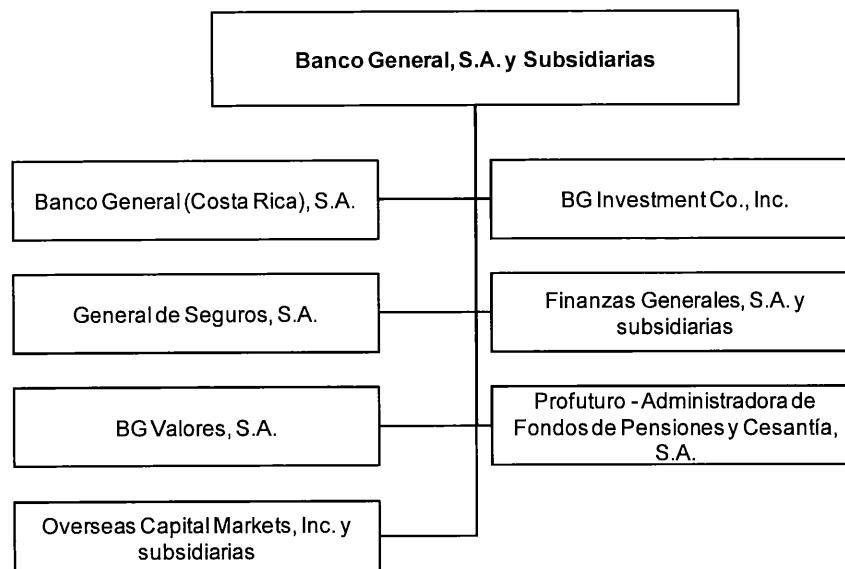 Banco General, S.A. y Subsidiarias
Banco General (Costa Rica), S.A.
BG Investment Co., Inc.
General de Seguros, S.A.
Finanzas Generales, S.A. y
subsidiarias
BG Valores, S.A.
Profuturo - Administradora de
Fondos de Pensiones y Cesantía,
S.A.
Overseas Capital Markets, Inc. y
subsidiarias